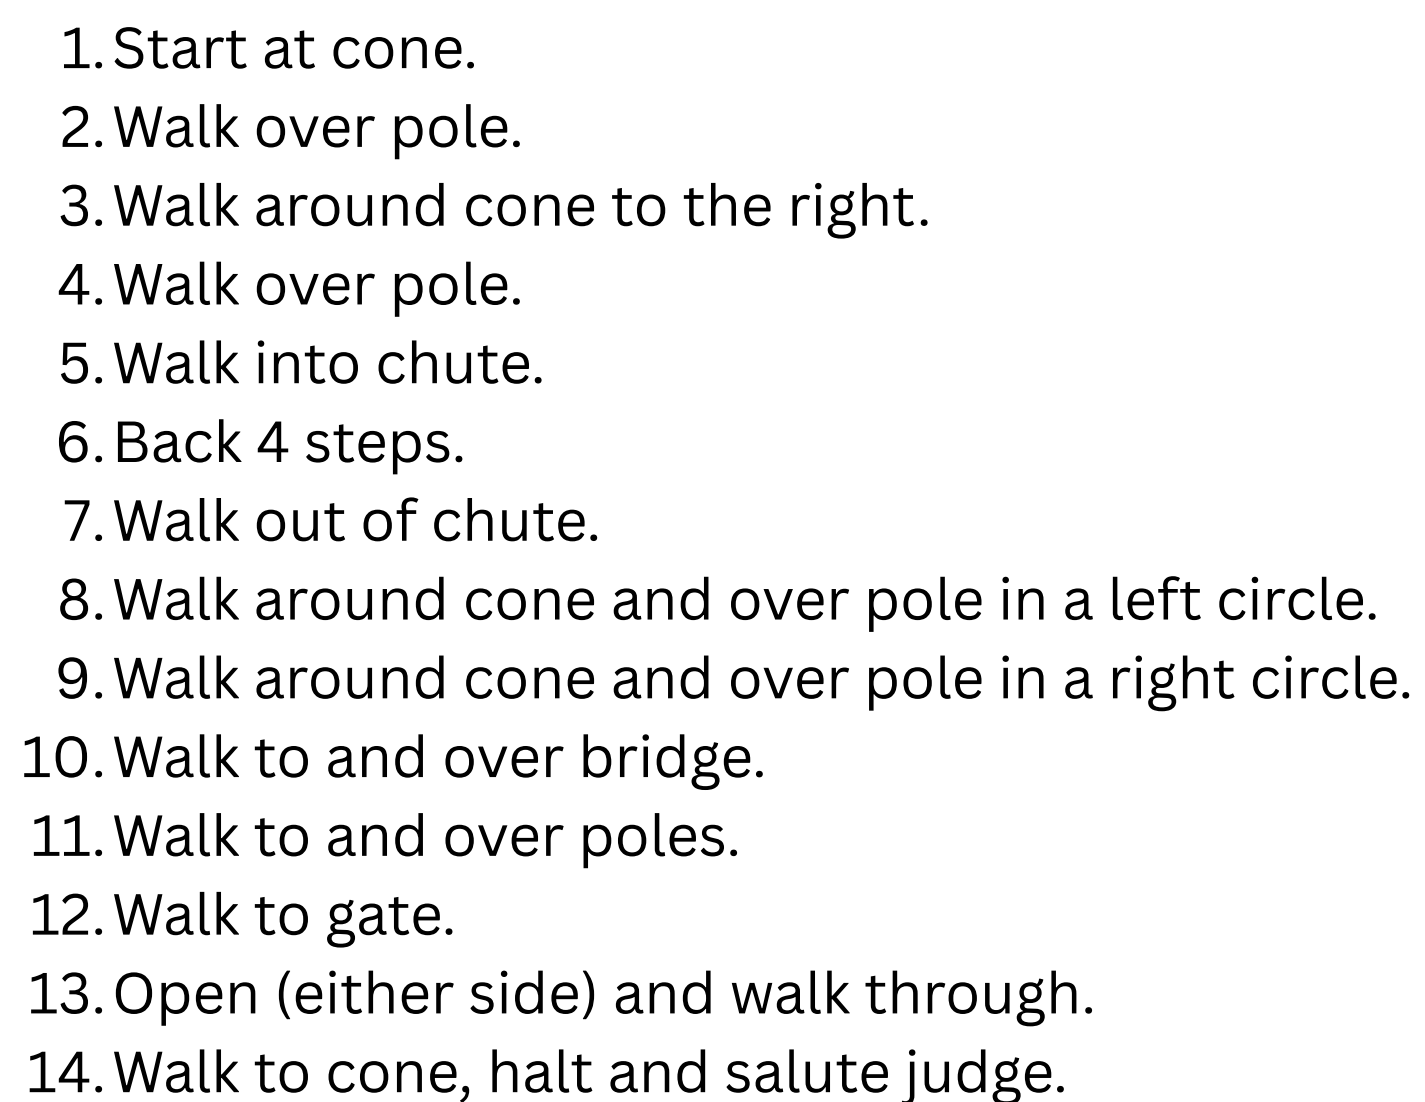 1. Start at cone.
2. Walk over pole.
3. Walk around cone to the right.
4. Walk over pole.
5. Walk into chute.
6. Back 4 steps.
7. Walk out of chute.
8. Walk around cone and over pole in a left circle.
9. Walk around cone and over pole in a right circle.
10. Walk to and over bridge.
11. Walk to and over poles.
12. Walk to gate.
13. Open (either side) and walk through.
14. Walk to cone, halt and salute judge.